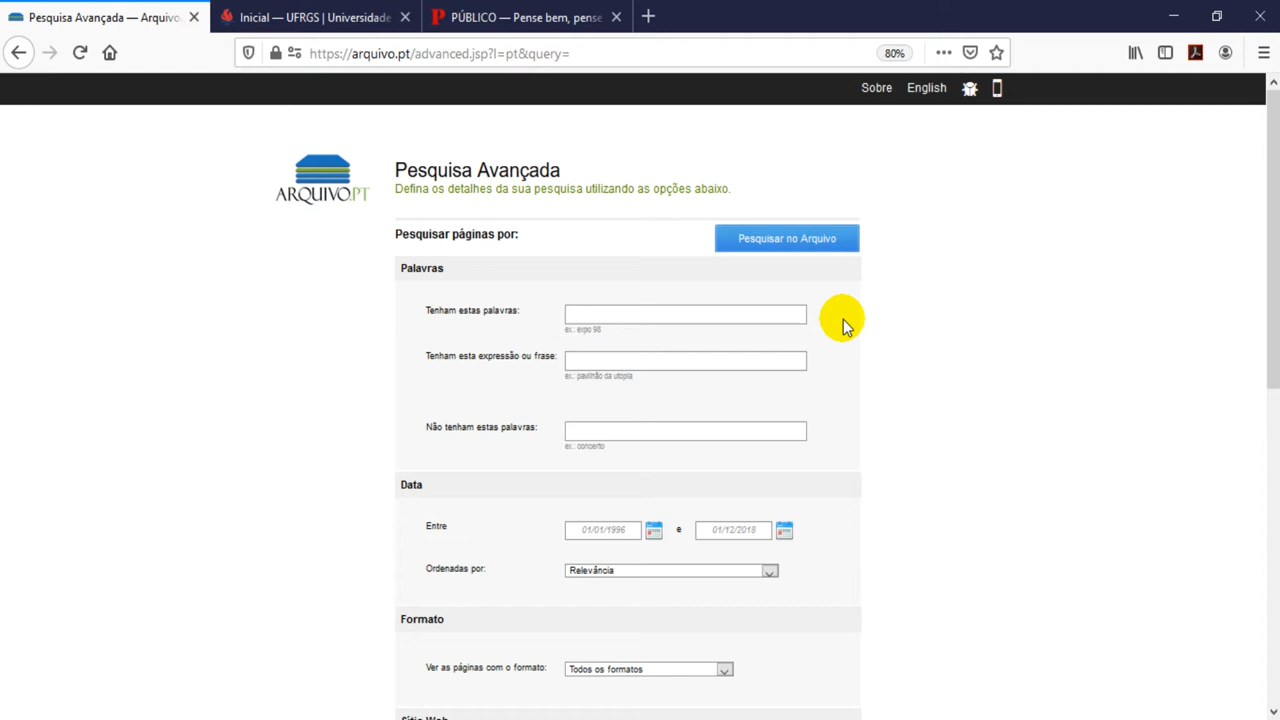 Pesquisa Avançada — Arquivo.
Inicial — UFRGS | Universidade
PÚBLICO — Pense bem, pense
https://arquivo.pt/advanced.jsp?l=pt&query=
80%
Sobre
English
ARQUIVO.PT
Pesquisa Avançada
Defina os detalhes da sua pesquisa utilizando as opções abaixo.
Pesquisar páginas por:
Pesquisar no Arquivo
Palavras
Tenham estas palavras:
ex.: expo 98
Tenham esta expressão ou frase:
ex.: pavilhão da utopia
Não tenham estas palavras:
ex.: concerto
Data
Entre
01/01/1996
e
01/12/2018
Ordenadas por:
Relevância
Formato
Ver as páginas com o formato:
Todos os formatos
Sítio Web